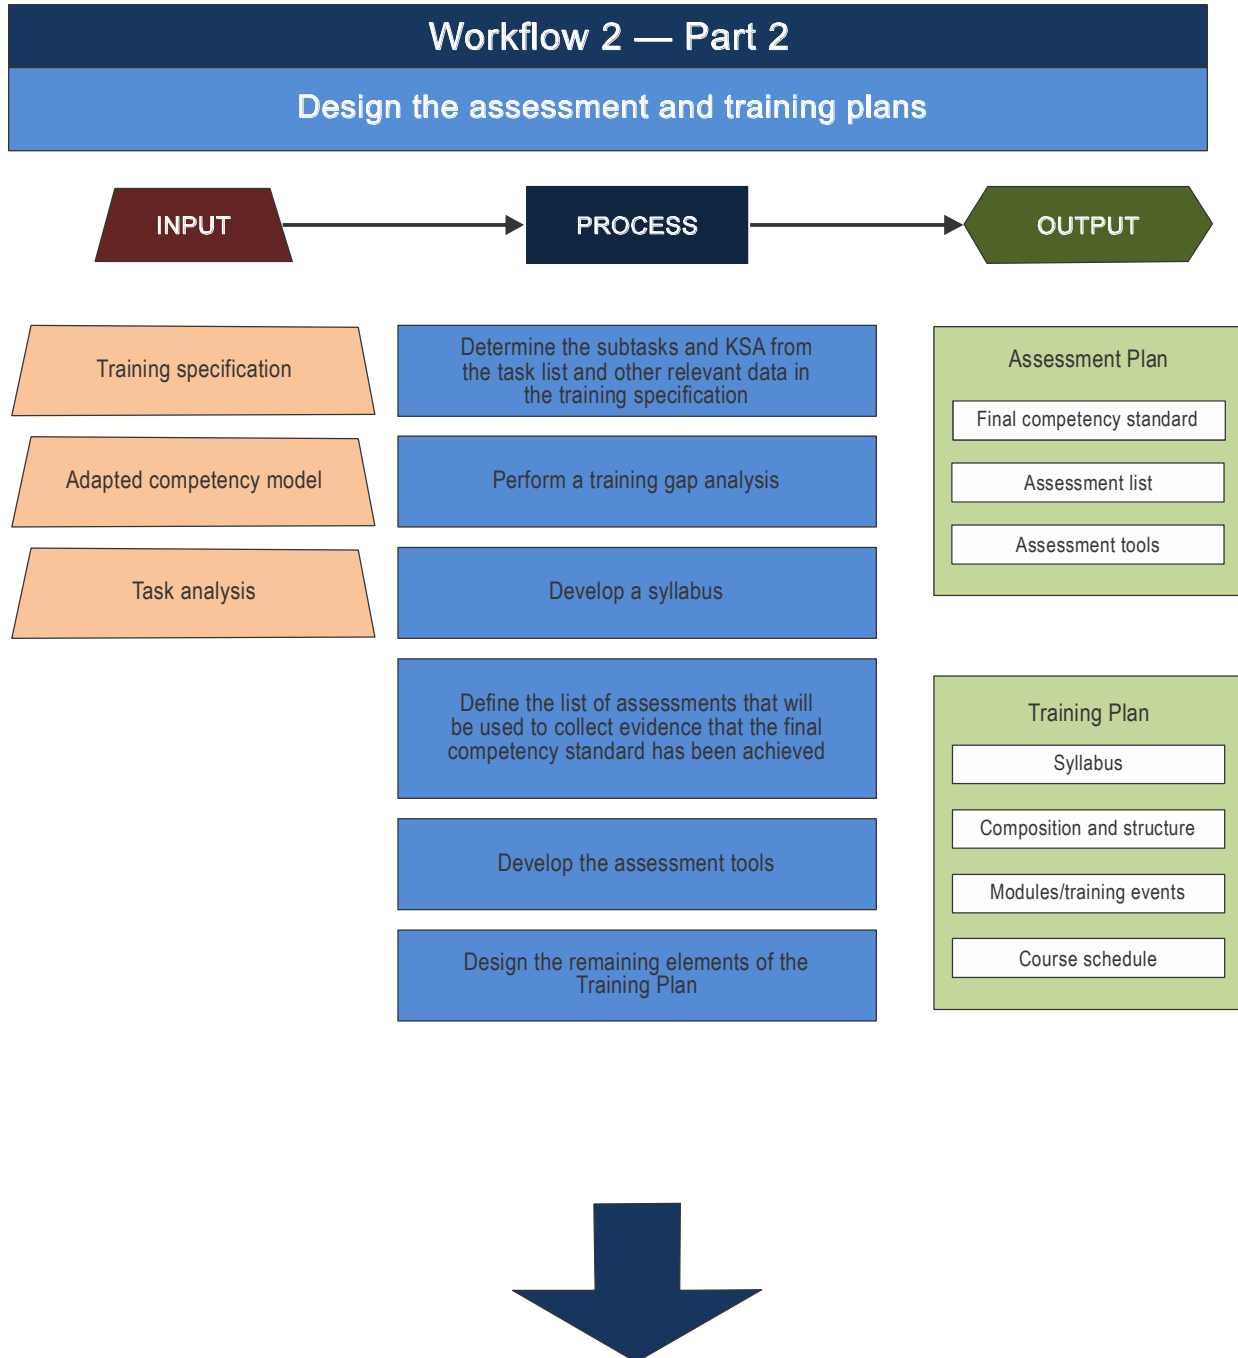 Workflow 2 — Part 2
Design the assessment and training plans
INPUT
PROCESS
OUTPUT
Training specification
Adapted competency model
Task analysis
Determine the subtasks and KSA from
the task list and other relevant data in
the training specification
Perform a training gap analysis
Develop a syllabus
Define the list of assessments that will
be used to collect evidence that the final
competency standard has been achieved
Develop the assessment tools
Design the remaining elements of the
Training Plan
Assessment Plan
Final competency standard
Assessment list
Assessment tools
Training Plan
Syllabus
Composition and structure
Modules/training events
Course schedule